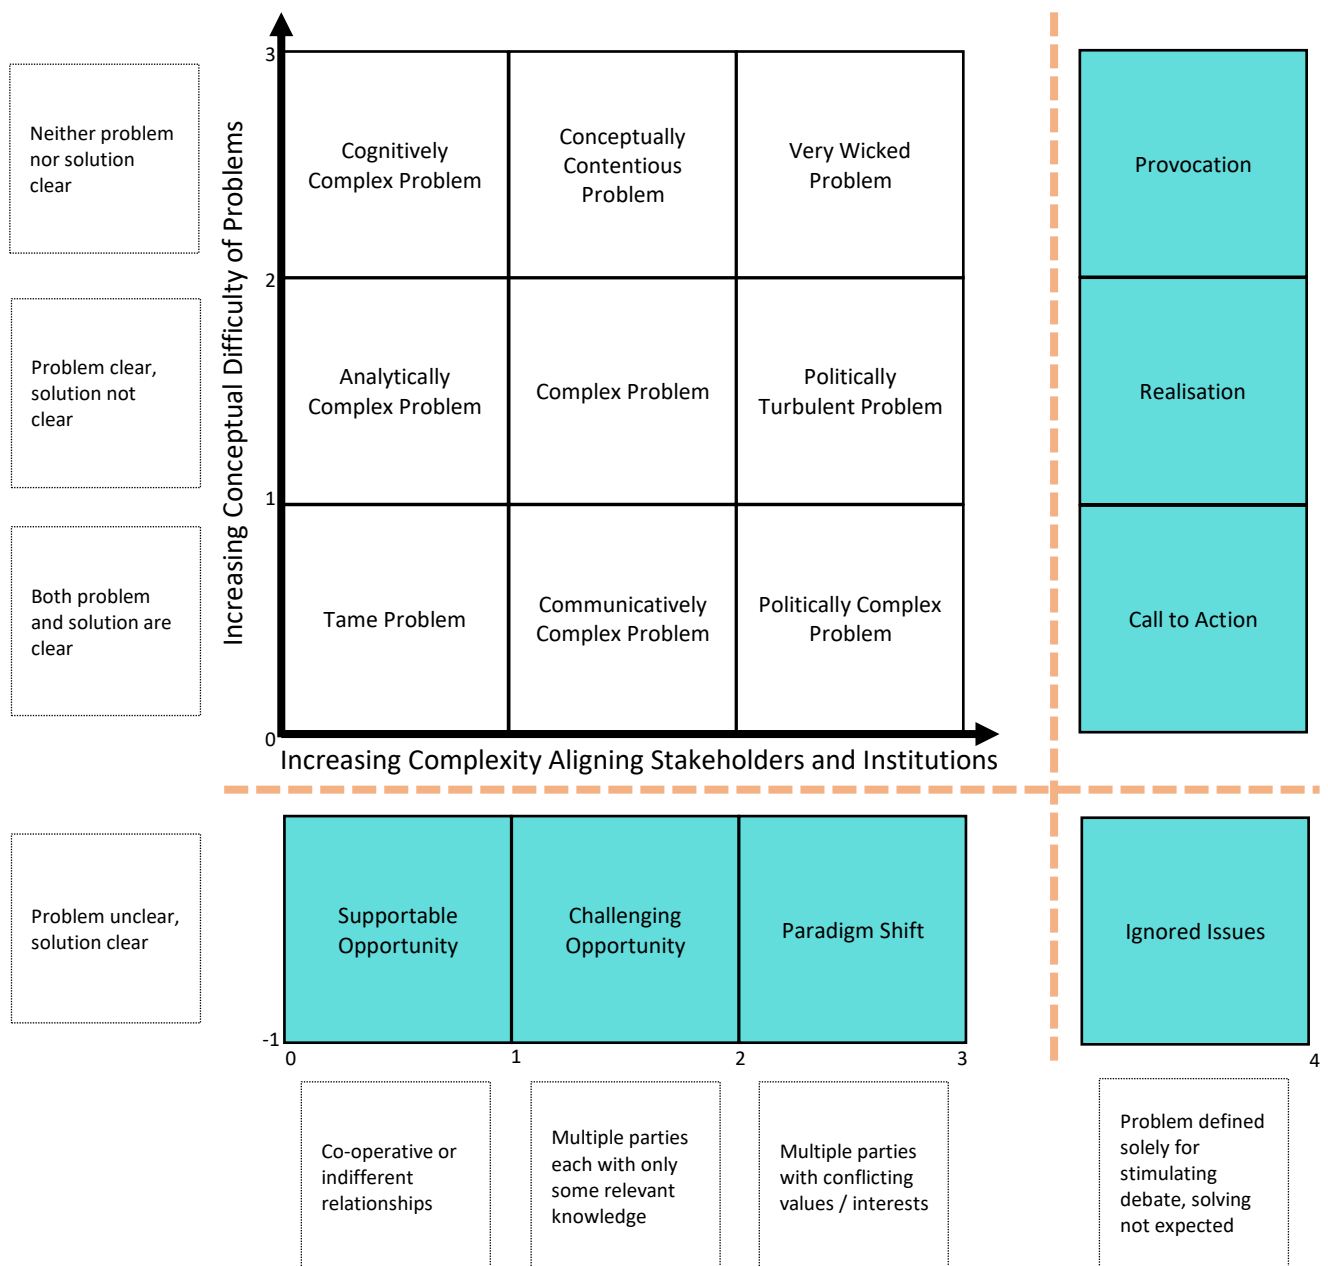 3
Neither problem
nor solution
clear
Cognitively
Complex Problem
Conceptually
Contentious
Problem
Very Wicked
Problem
Provocation
Increasing Conceptual Difficulty of Problems
2
Problem clear,
solution not
clear
Analytically
Complex Problem
Complex Problem
Politically
Turbulent Problem
Realisation
1
Both problem
and solution are
clear
Tame Problem
Communicatively
Complex Problem
Politically Complex
Problem
Call to Action
0
Increasing Complexity Aligning Stakeholders and Institutions
Problem unclear,
solution clear
Supportable
Opportunity
Challenging
Opportunity
Paradigm Shift
Ignored Issues
-1
0
1
2
3
4
Co-operative or
indifferent
relationships
Multiple parties
each with only
some relevant
knowledge
Multiple parties
with conflicting
values / interests
Problem defined
solely for
stimulating
debate, solving
not expected